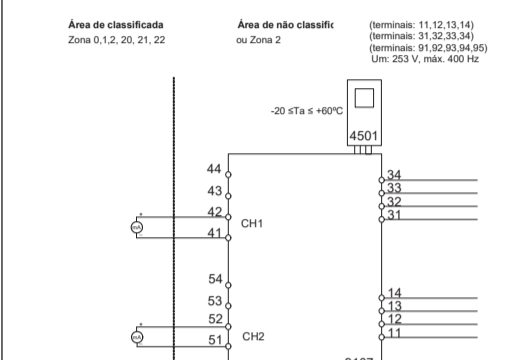 Área de classificada
Zona 0,1,2, 20, 21, 22
Área de não classific
ou Zona 2
(terminais: 11,12,13,14)
(terminais: 31,32,33,34)
(terminais: 91,92,93,94,95)
Um: 253 V, máx. 400 Hz
-20 ≤Ta ≤ +60ºC
4501
44
43
42
41
CH1
+
mA
-
34
33
32
31
54
53
52
51
CH2
+
mA
14
13
12
11